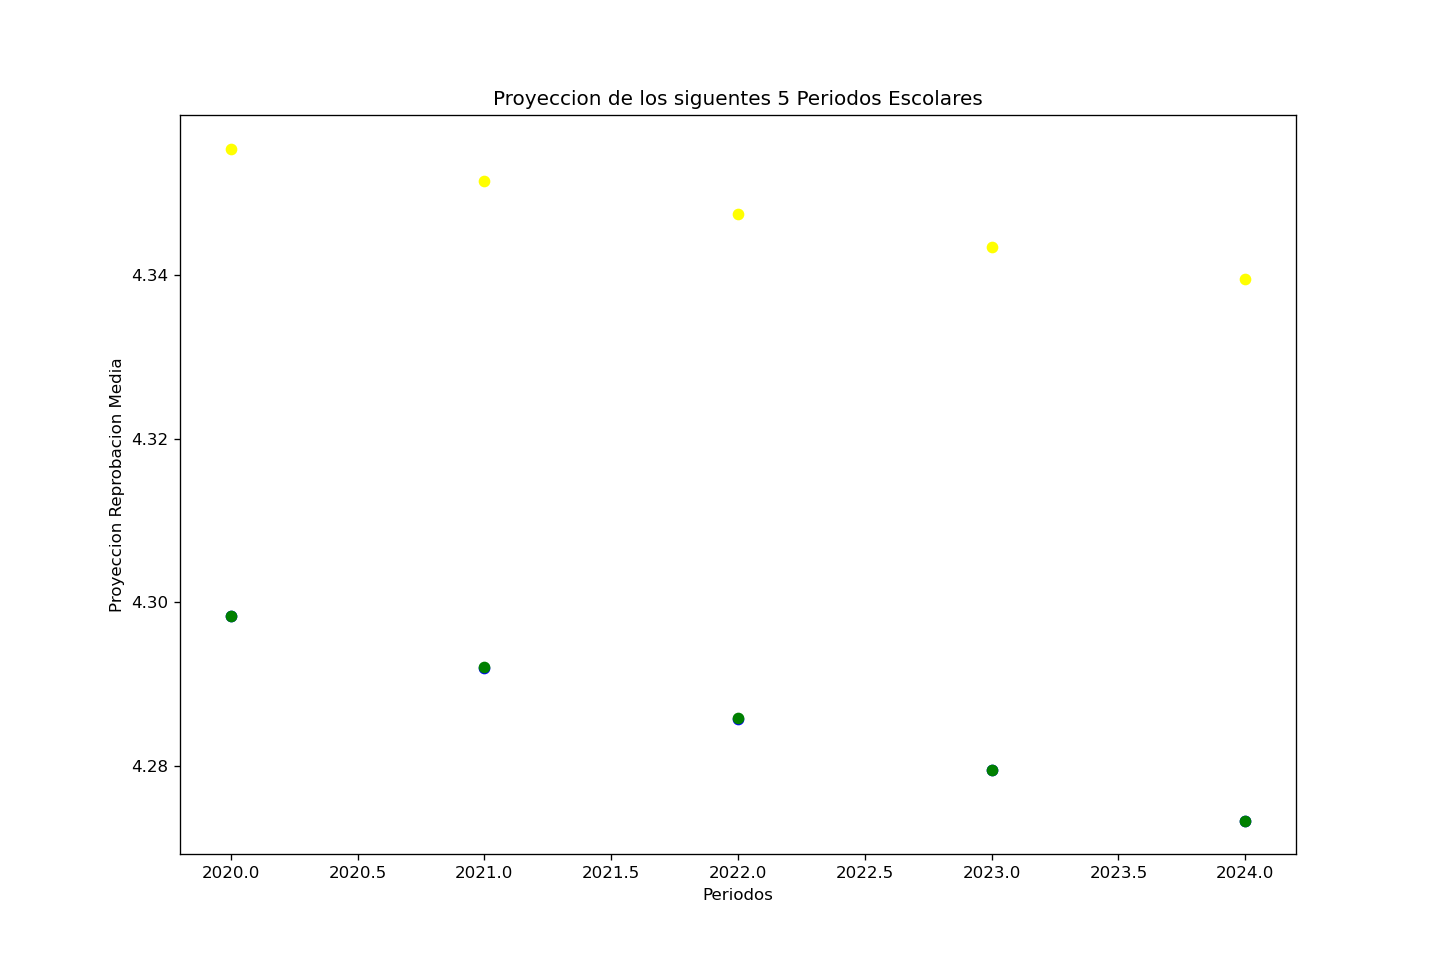 Proyeccion de los siguentes 5 Periodos Escolares
Proyeccion Reprobacion Media
4.34
4.32
4.30
4.28
2020.0 2020.5 2021.0 2021.5 2022.0 2022.5 2023.0 2023.5 2024.0
Periodos